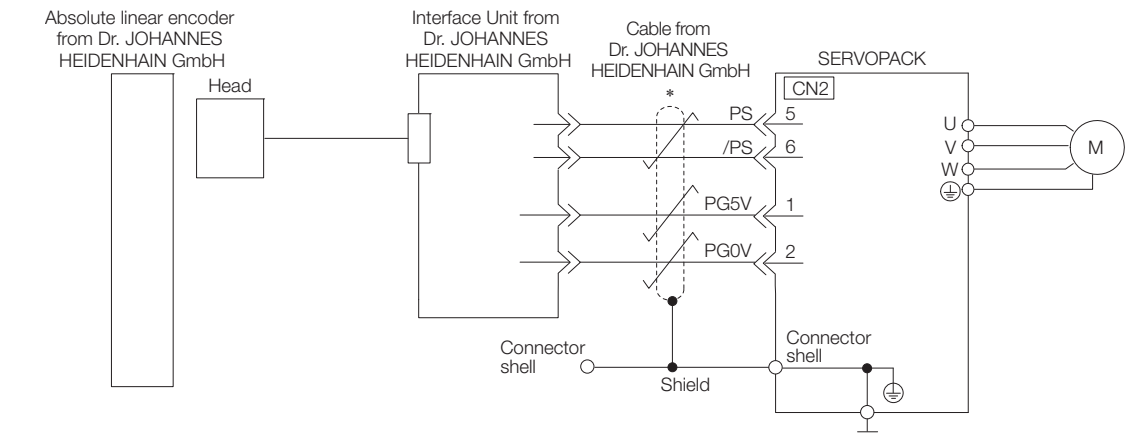 Absolute linear encoder
from Dr. JOHANNES
HEIDENHAIN GmbH
Head
Interface Unit from
Dr. JOHANNES
HEIDENHAIN GmbH
Cable from
Dr. JOHANNES
HEIDENHAIN GmbH
*
SERVOPACK
CN2
PS 5
/PS 6
PG5V 1
PG0V 2
U
V
W
M
Connector
shell
Shield
Connector
shell